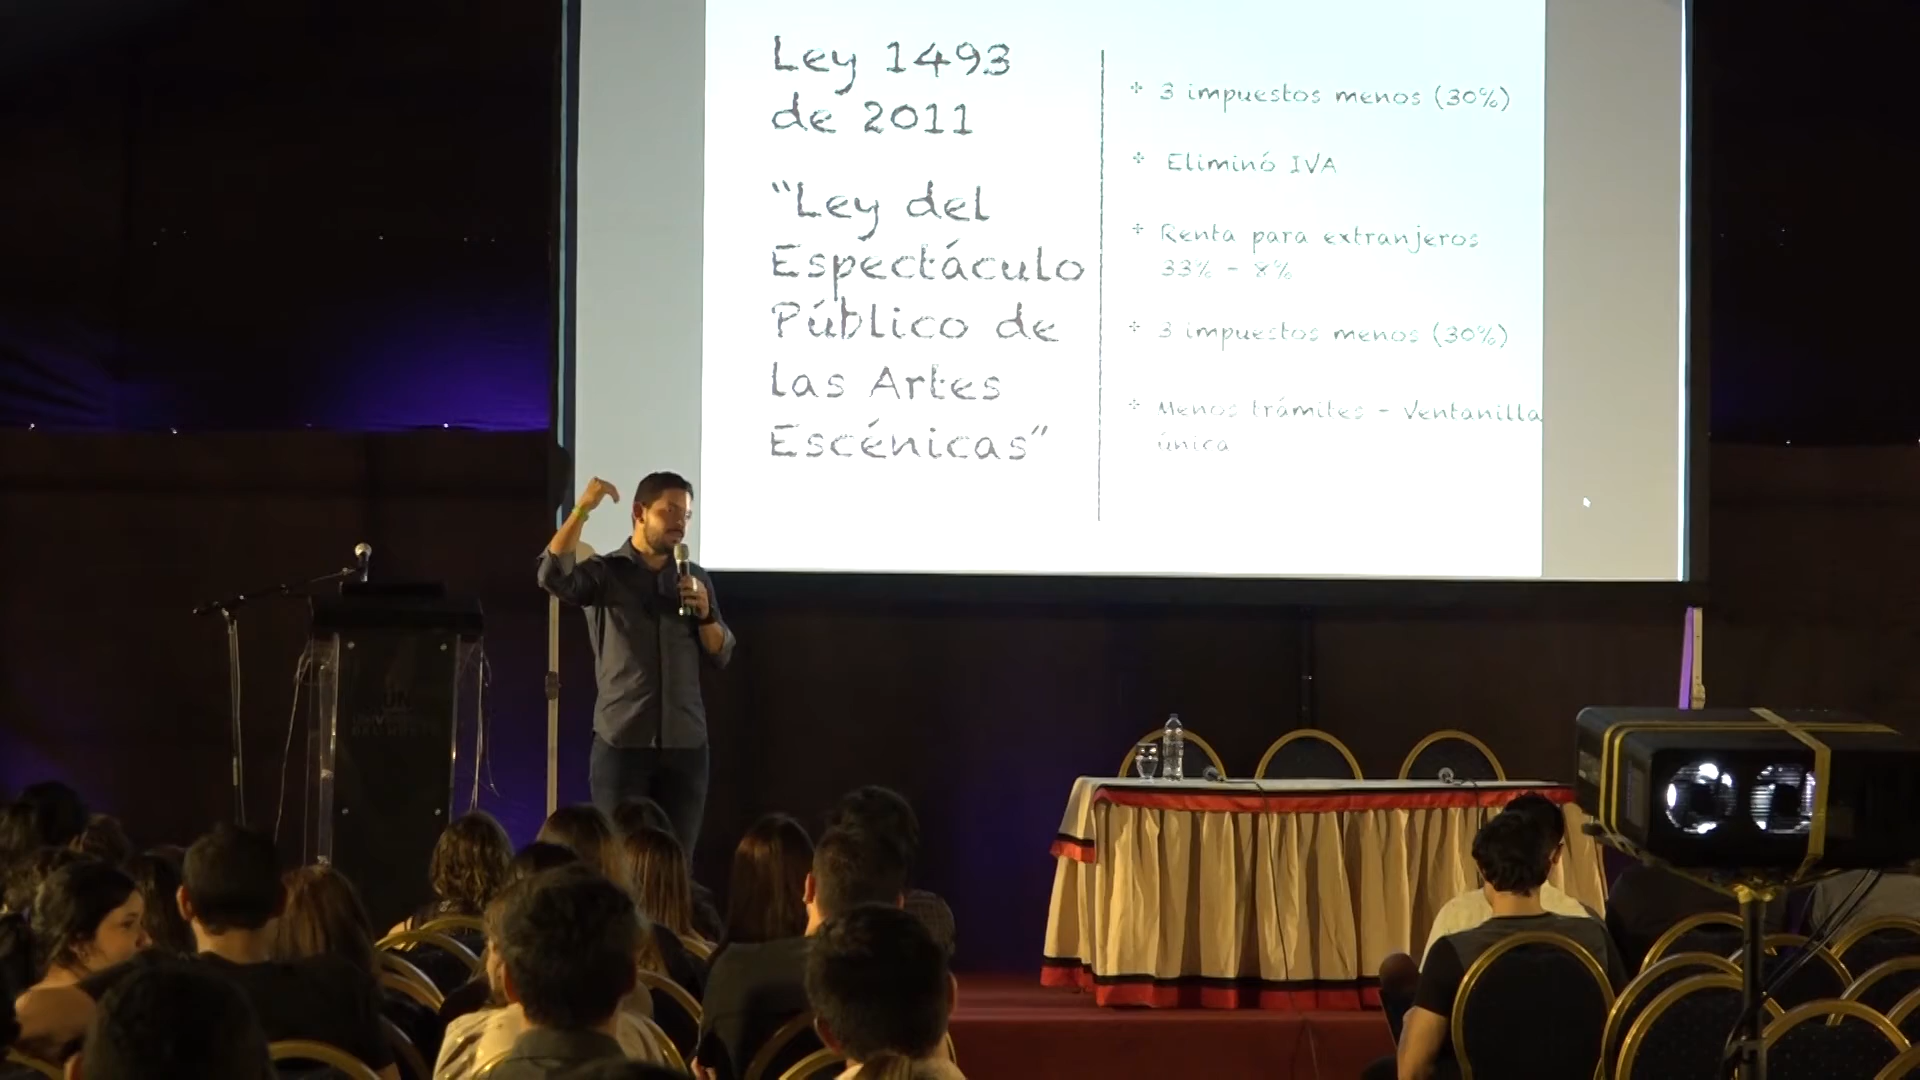 Ley 1493
de 2011
“Ley del
Espectáculo
Público de
las Artes
Escénicas”
3 impuestos menos (30%)
Eliminó IVA
Renta para extranjeros
33% - 8%
3 impuestos menos (30%)
Menos trámites - Ventanilla
única